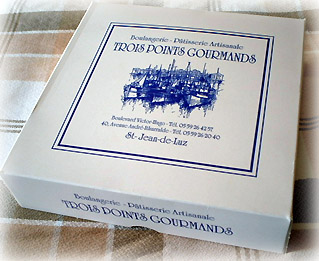 Boulangerie - Pâtisserie Artisanale
TROIS POINTS GOURMANDS
Boulevard Victor-Hugo - Tél. 05 59 26 42 57
40, Avenue André-Ithurralde - Tél. 05 59 26 20 40
St-Jean-de-Luz
Boulangerie - Pâtisserie Artisanale
TROIS POINTS GOURMANDS